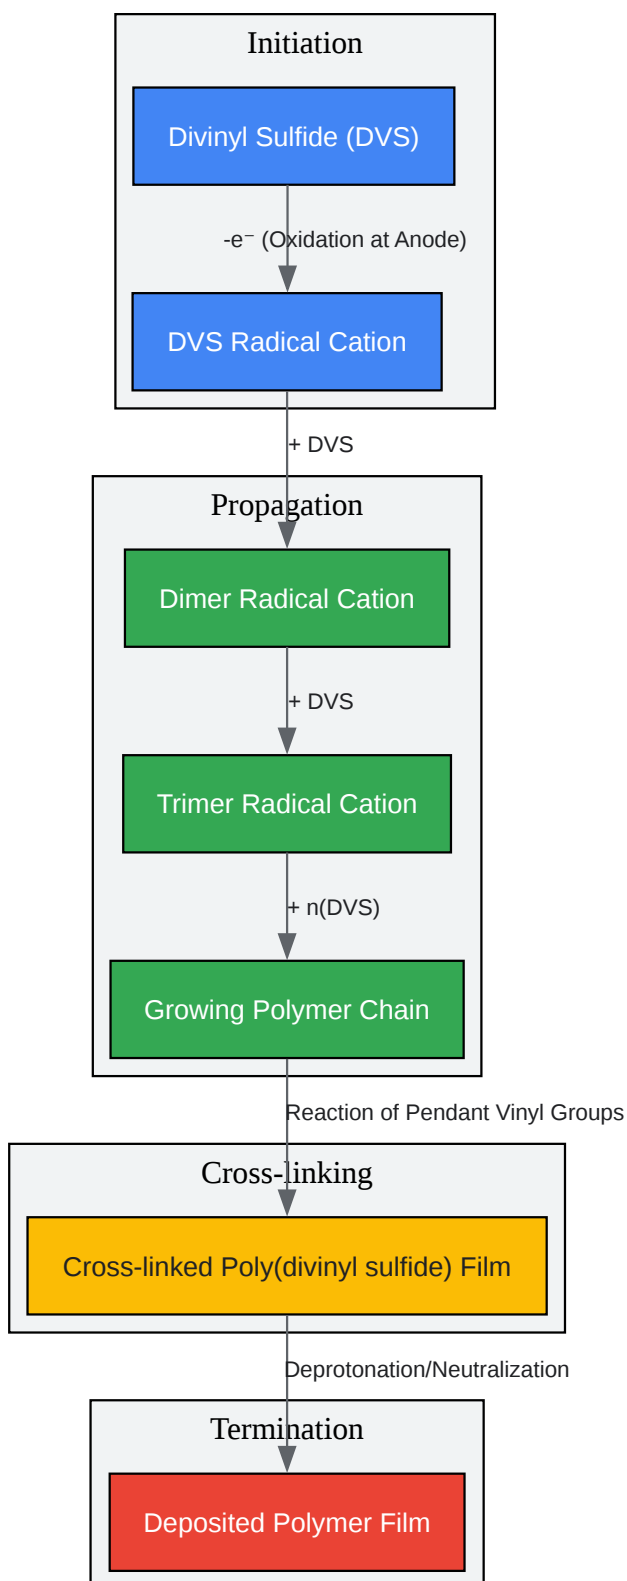 Initiation
Divinyl Sulfide (DVS)
-e⁻ (Oxidation at Anode)
DVS Radical Cation
+ DVS
Propagation
Dimer Radical Cation
+ DVS
Trimer Radical Cation
+ n(DVS)
Growing Polymer Chain
Reaction of Pendant Vinyl Groups
Cross-linking
Cross-linked Poly(divinyl sulfide) Film
Deprotonation/Neutralization
Termination
Deposited Polymer Film